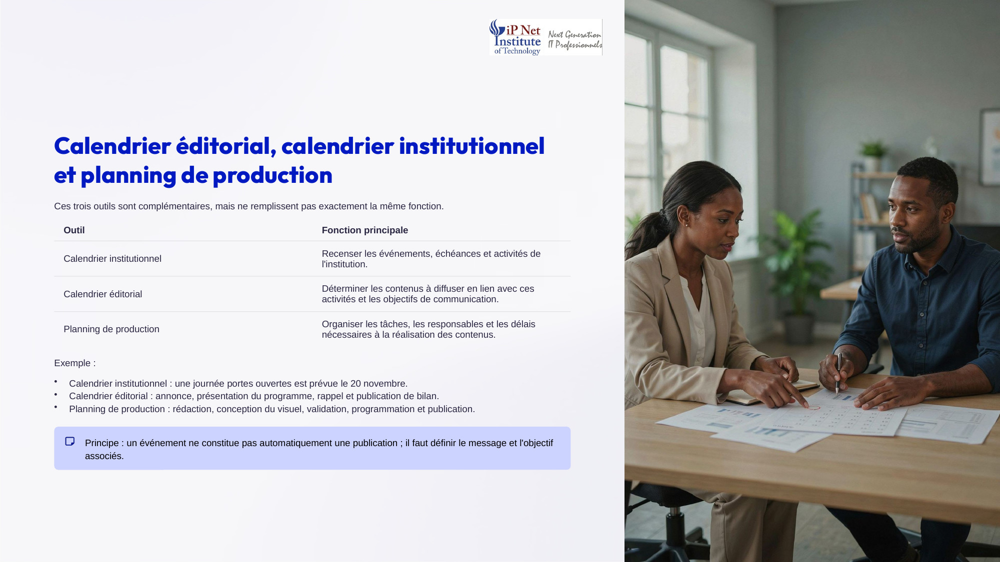 iP Net
Institute
of Technology
Next Generation
IT Professionnels
Calendrier éditorial, calendrier institutionnel
et planning de production
Ces trois outils sont complémentaires, mais ne remplissent pas exactement la même fonction.
Outil
Fonction principale
Calendrier institutionnel
Recenser les événements, échéances et activités de
l'institution.
Calendrier éditorial
Déterminer les contenus à diffuser en lien avec ces
activités et les objectifs de communication.
Planning de production
Organiser les tâches, les responsables et les délais
nécessaires à la réalisation des contenus.
Exemple :
• Calendrier institutionnel : une journée portes ouvertes est prévue le 20 novembre.
• Calendrier éditorial : annonce, présentation du programme, rappel et publication de bilan.
• Planning de production : rédaction, conception du visuel, validation, programmation et publication.
Principe : un événement ne constitue pas automatiquement une publication ; il faut définir le message et l'objectif
associés.